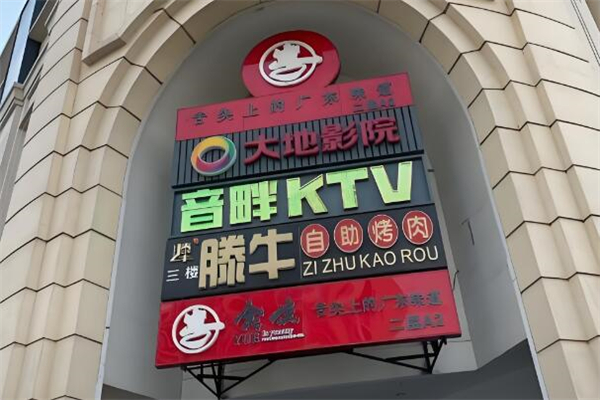 舌尖上的广东味道
二层A2
大地影院
音畔KTV
三楼
滕牛
自助烤肉
ZI ZHU KAO ROU
舌尖上的广东味道
二层A2